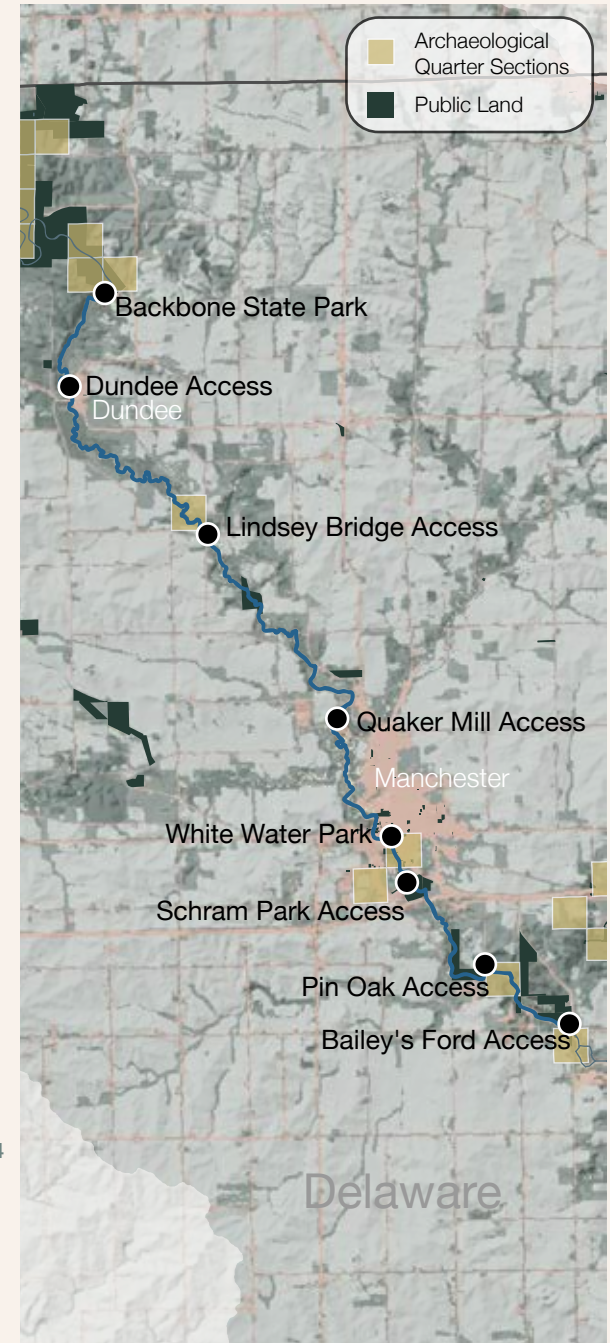 Archaeological
Quarter Sections
Public Land
Backbone State Park
Dundee Access
Dundee
Lindsey Bridge Access
Quaker Mill Access
Manchester
White Water Park
Schram Park Access
Pin Oak Access
Bailey's Ford Access
Delaware